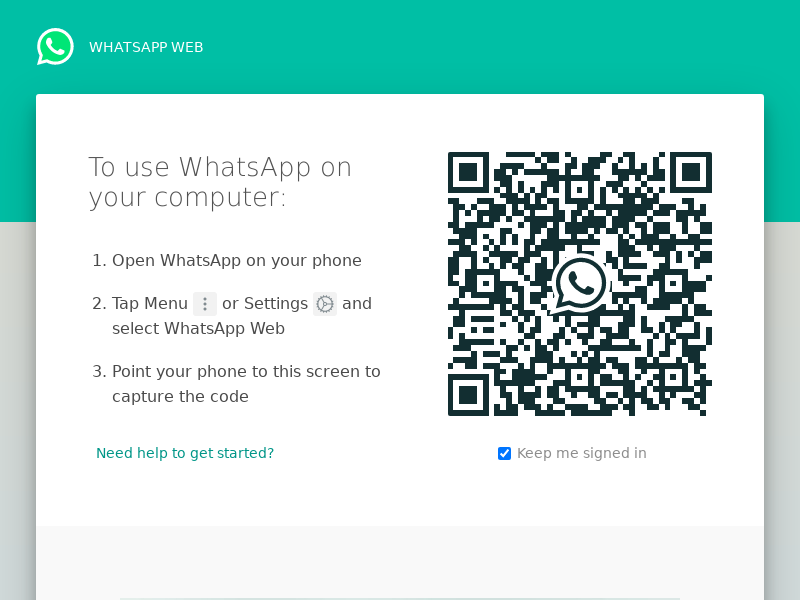 WHATSAPP WEB
To use WhatsApp on
your computer:
1. Open WhatsApp on your phone
2. Tap Menu or Settings and
select WhatsApp Web
3. Point your phone to this screen to
capture the code
Need help to get started?
Keep me signed in